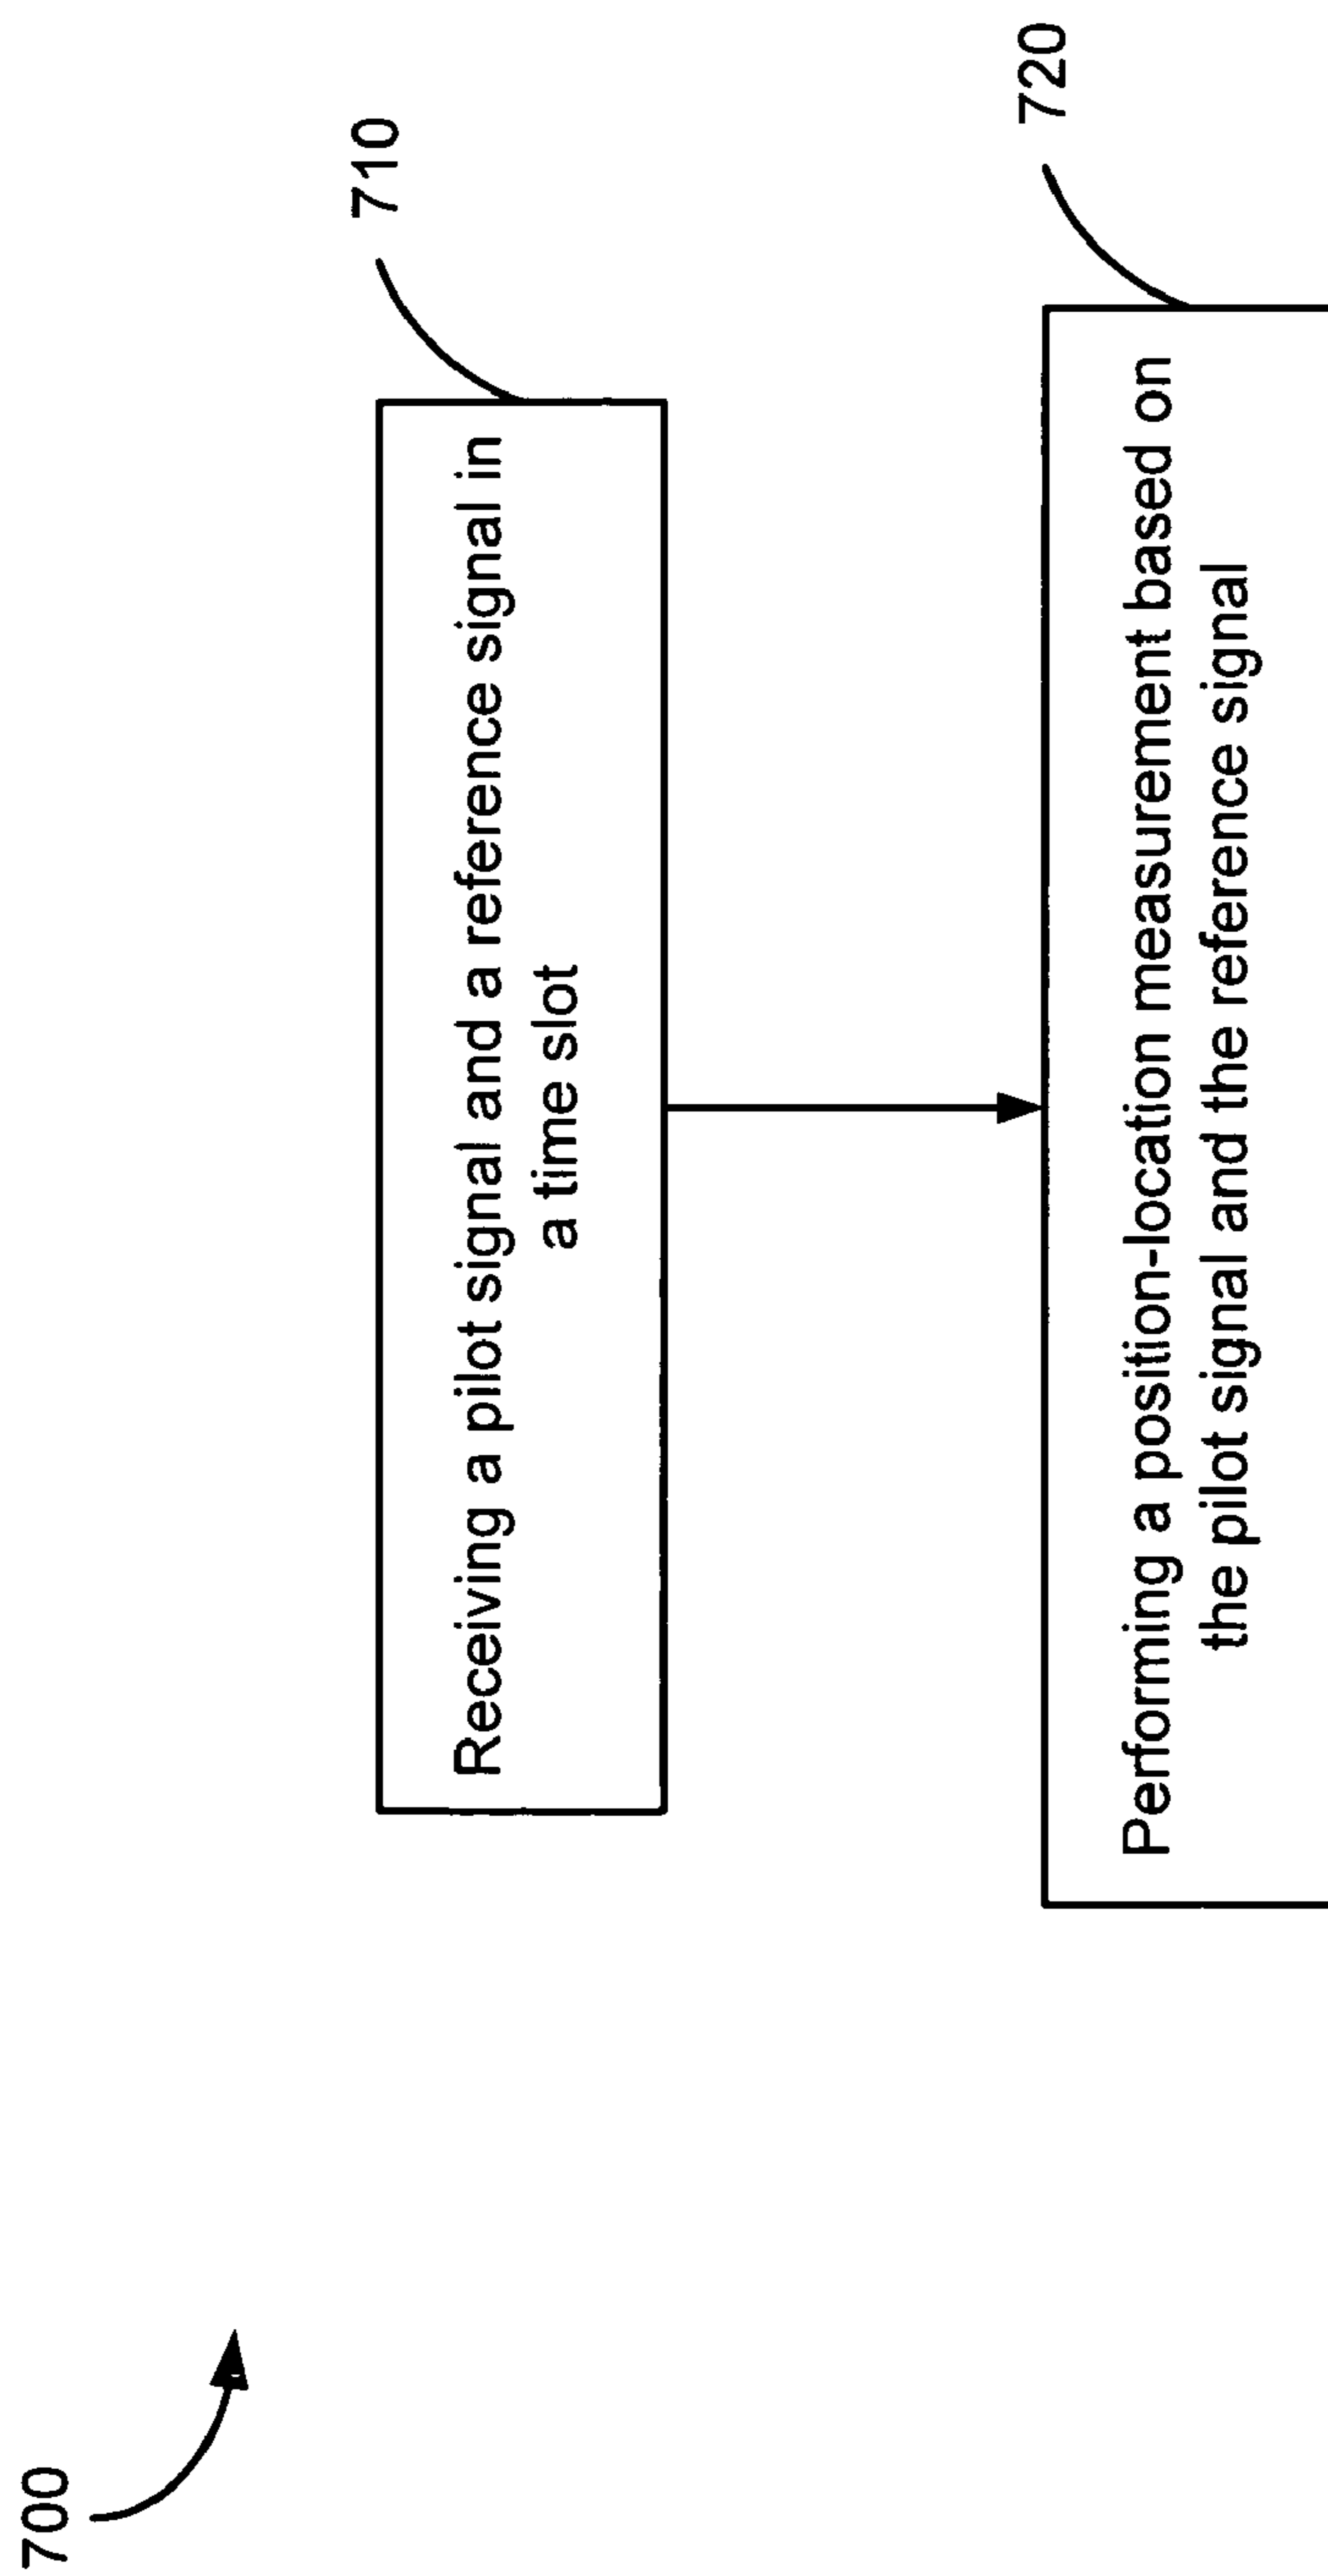 700
710
Receiving a pilot signal and a reference signal in
a time slot
720
Performing a position-location measurement based on
the pilot signal and the reference signal